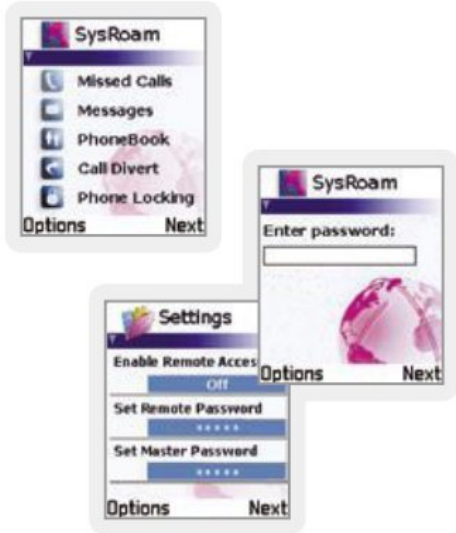 SysRoam
Missed Calls
Messages
PhoneBook
Call Divert
Phone Locking
Options Next
SysRoam
Enter password:
Options Next
Settings
Enable Remote Acces
Off
Set Remote Password
*****
Set Master Password
*****
Options Next